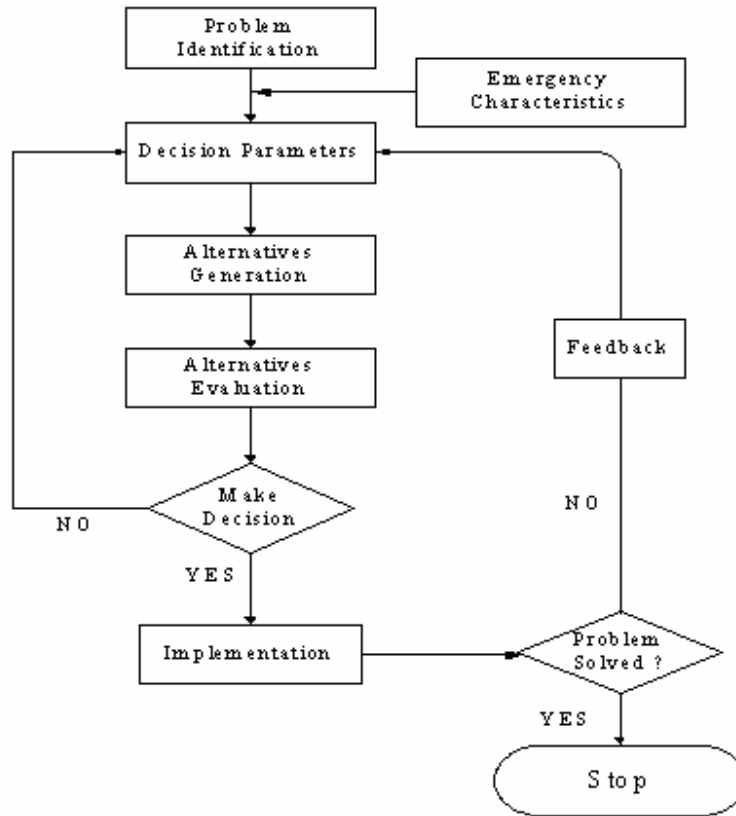 Problem
Identification
Emergency
Characteristics
Decision Parameters
Alternatives
Generation
Alternatives
Evaluation
Feedback
Make
Decision
NO
NO
YES
Implementation
Problem
Solved ?
YES
Stop